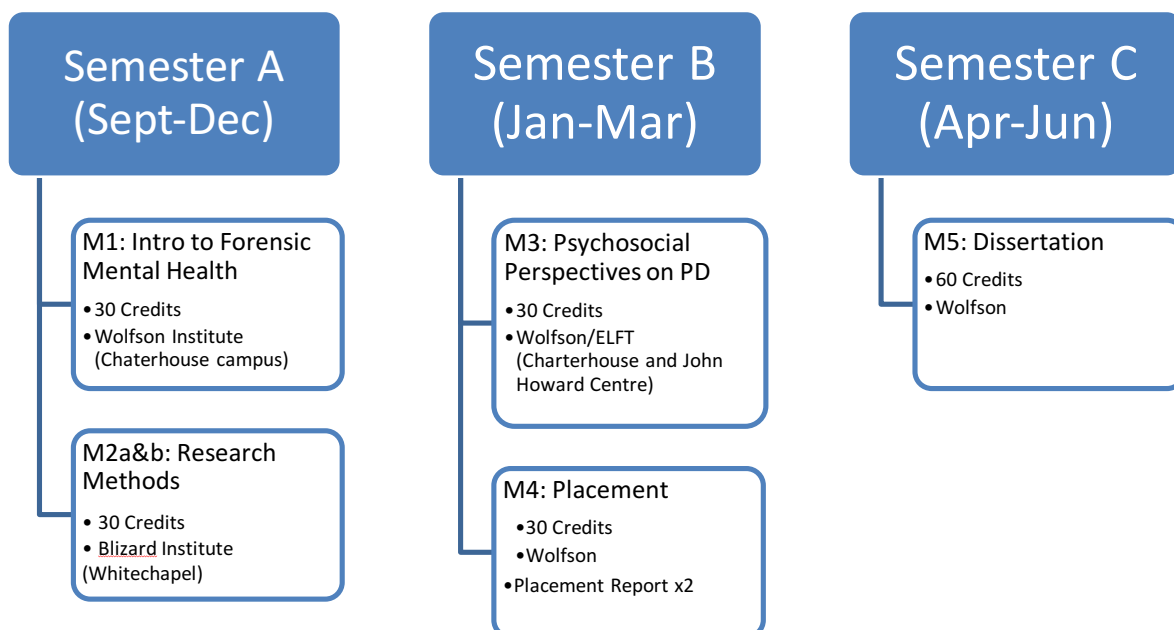 Semester A
(Sept-Dec)
M1: Intro to Forensic
Mental Health
•30 Credits
•Wolfson Institute
(Chaterhouse campus)
M2a&b: Research
Methods
• 30 Credits
• Blizard Institute
(Whitechapel)
Semester B
(Jan-Mar)
M3: Psychosocial
Perspectives on PD
•30 Credits
•Wolfson/ELFT
(Charterhouse and John
Howard Centre)
M4: Placement
•30 Credits
•Wolfson
•Placement Report x2
Semester C
(Apr-Jun)
M5: Dissertation
•60 Credits
•Wolfson